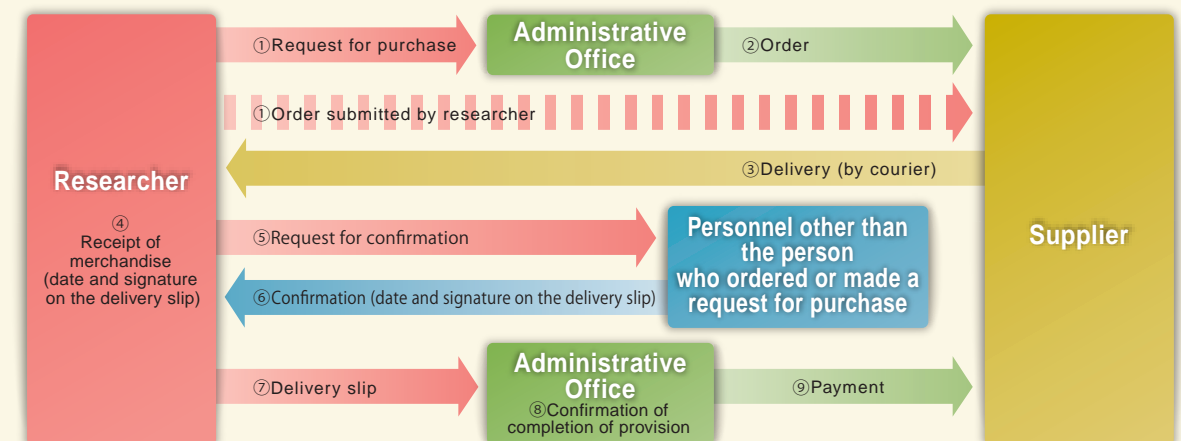 ①Request for purchase
Administrative
Office
②Order
①Order submitted by researcher
③Delivery (by courier)
Researcher
④
Receipt of
merchandise
(date and signature
on the delivery slip)
⑤Request for confirmation
Personnel other than
the person
who ordered or made a
request for purchase
Supplier
⑥Confirmation (date and signature on the delivery slip)
⑦Delivery slip
Administrative
Office
⑧Confirmation of
completion of provision
⑨Payment